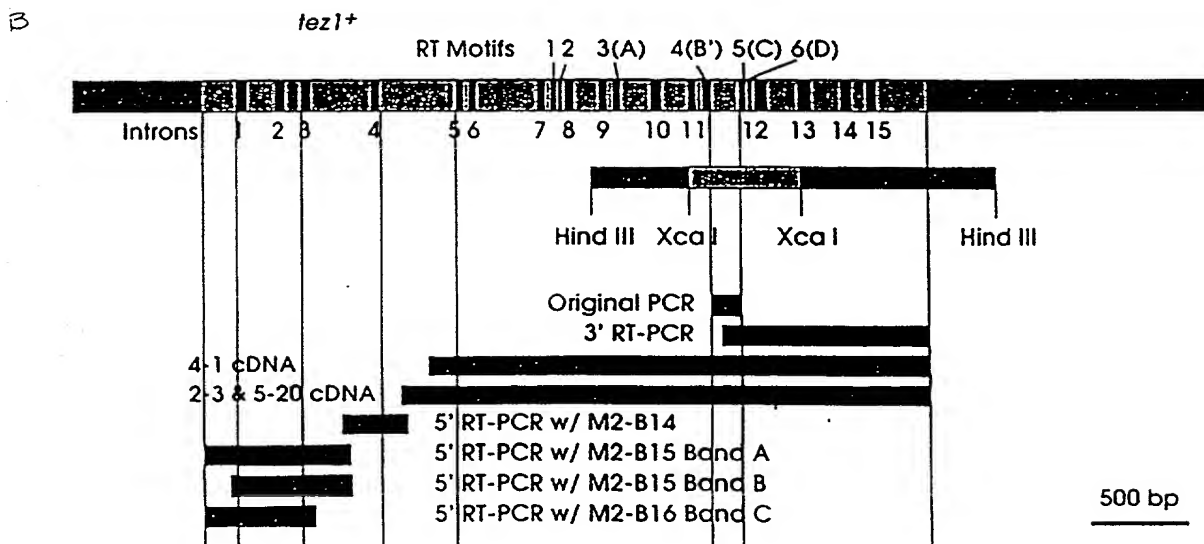 B
tez1+
RT Motifs 1 2 3(A) 4(B') 5(C) 6(D)
Introns 1 2 3 4 5 6 7 8 9 10 11 12 13 14 15
Hind III Xca I Xca I Hind III
Original PCR
3' RT-PCR
4-1 cDNA
2-3 & 5-20 cDNA
5' RT-PCR w/ M2-B14
5' RT-PCR w/ M2-B15 Band A
5' RT-PCR w/ M2-B15 Band B
5' RT-PCR w/ M2-B16 Band C
500 bp